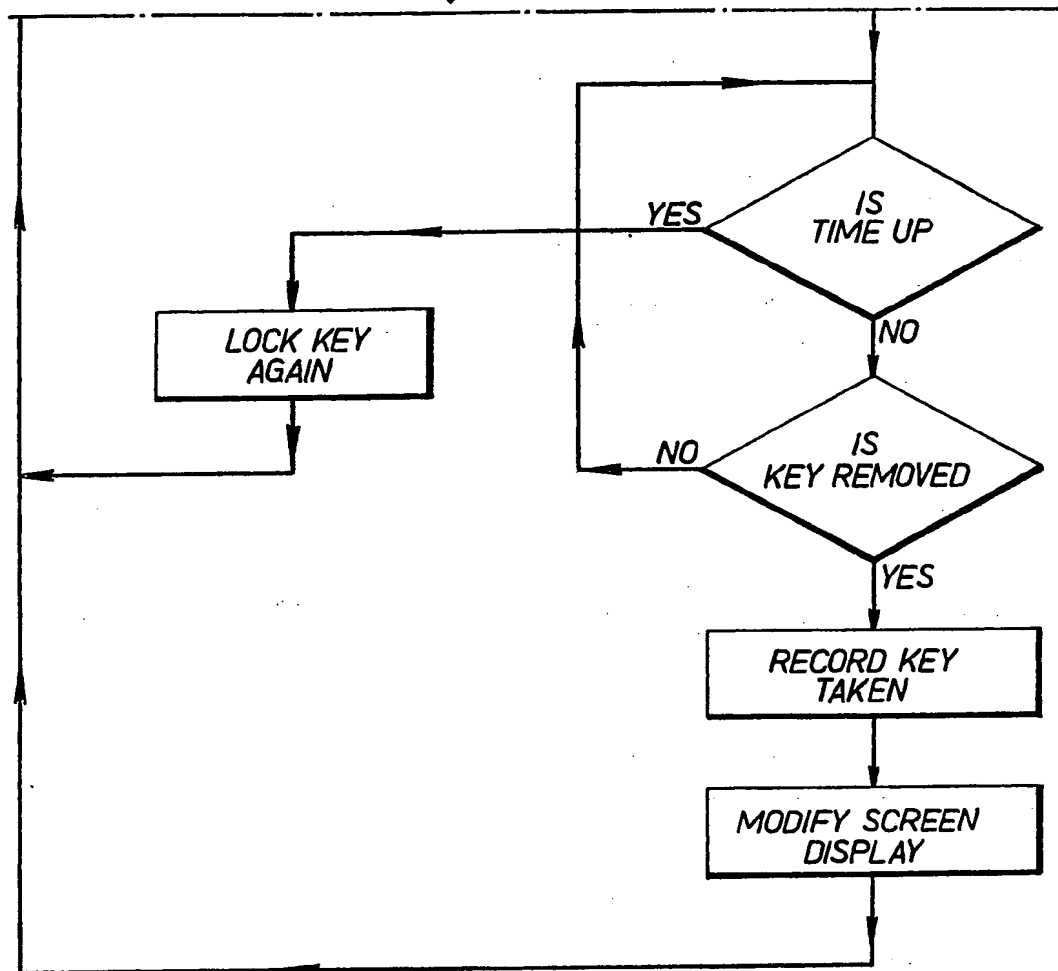 YES
IS
TIME UP
NO
LOCK KEY
AGAIN
NO
IS
KEY REMOVED
YES
RECORD KEY
TAKEN
MODIFY SCREEN
DISPLAY